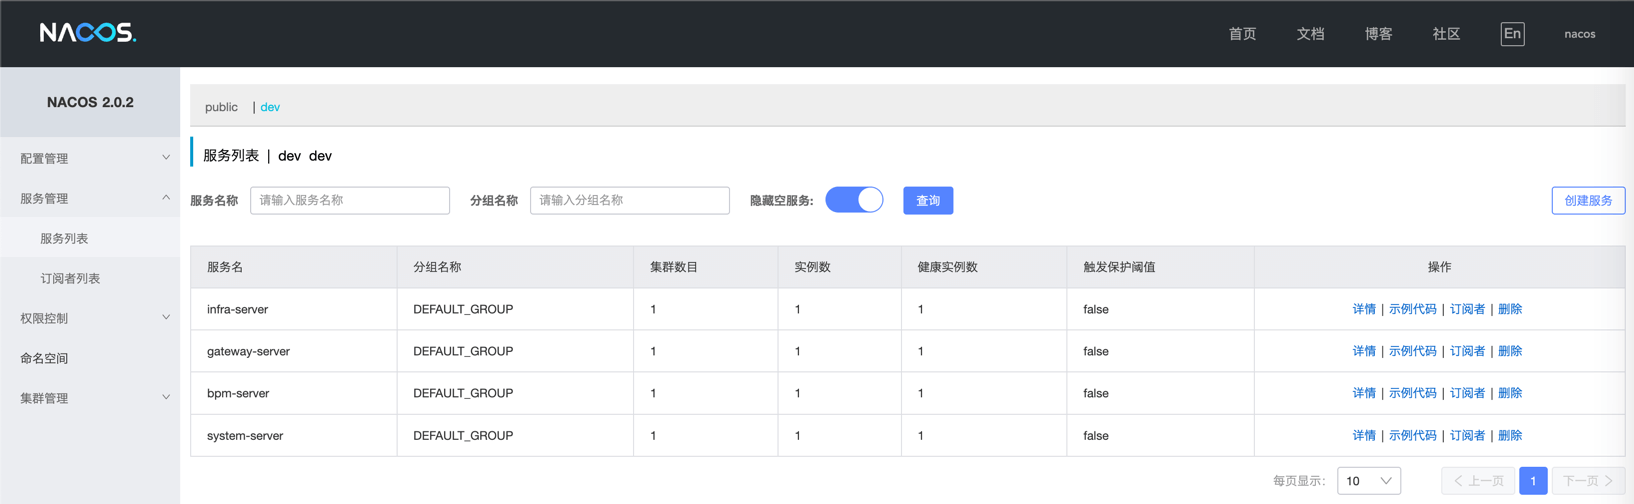 NACOS.
首页 文档 博客 社区 En nacos
NACOS 2.0.2
配置管理
服务管理
服务列表
订阅者列表
权限控制
命名空间
集群管理
public | dev
服务列表 | dev dev
服务名称 请输入服务名称 分组名称 请输入分组名称 隐藏空服务: 查询 创建服务
服务名 分组名称 集群数目 实例数 健康实例数 触发保护阈值 操作
infra-server DEFAULT_GROUP 1 1 1 false 详情 | 示例代码 | 订阅者 | 删除
gateway-server DEFAULT_GROUP 1 1 1 false 详情 | 示例代码 | 订阅者 | 删除
bpm-server DEFAULT_GROUP 1 1 1 false 详情 | 示例代码 | 订阅者 | 删除
system-server DEFAULT_GROUP 1 1 1 false 详情 | 示例代码 | 订阅者 | 删除
每页显示: 10 上一页 1 下一页